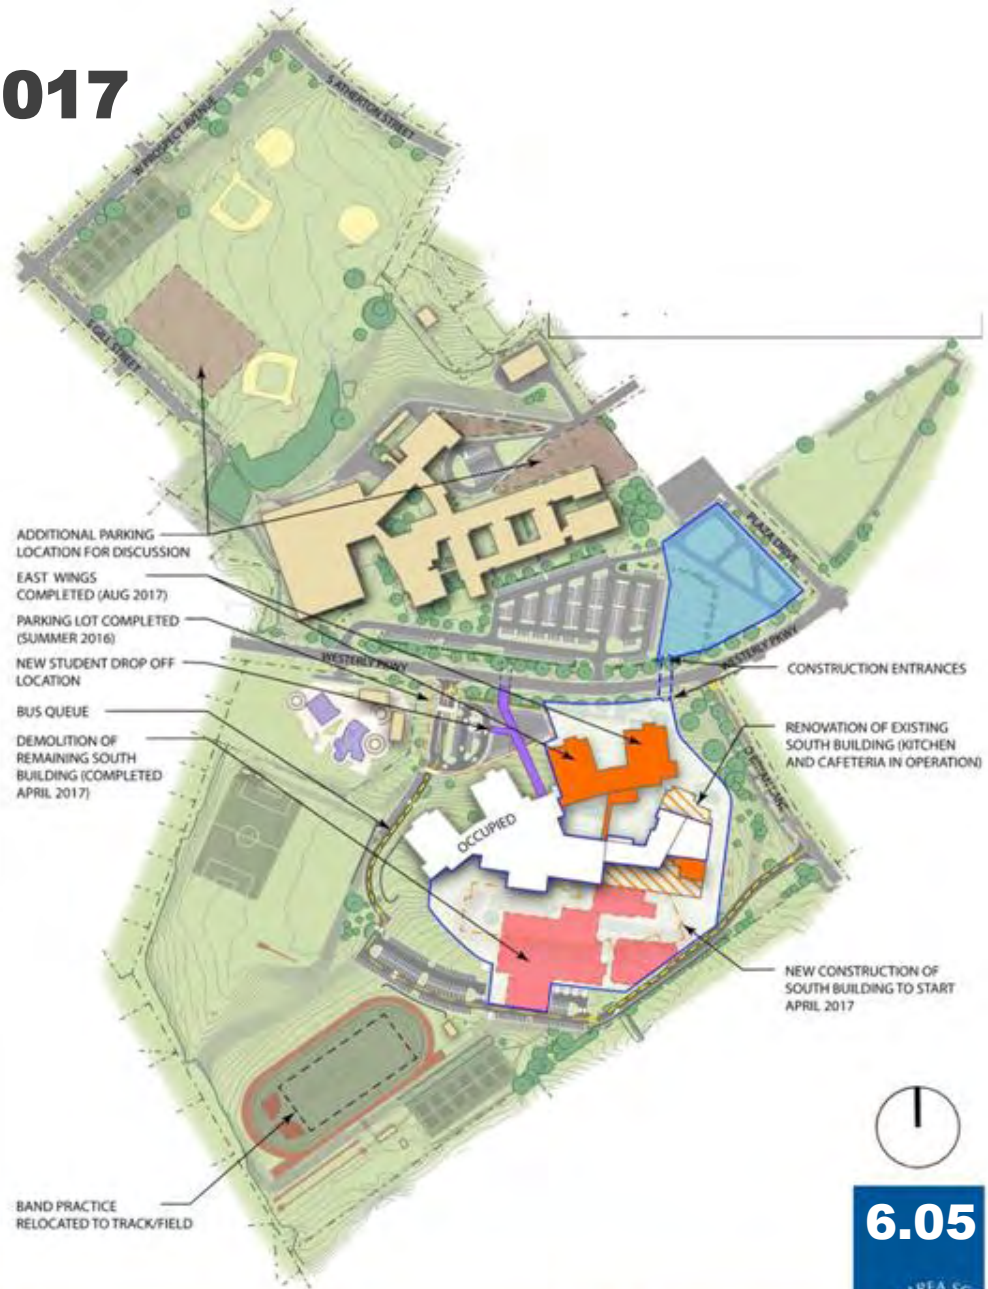 017
S ATHERTON STREET
W PROSPECT AVENUE
S GILL STREET
PLAZA DRIVE
ADDITIONAL PARKING
LOCATION FOR DISCUSSION
EAST WINGS
COMPLETED (AUG 2017)
PARKING LOT COMPLETED
(SUMMER 2016)
NEW STUDENT DROP OFF
LOCATION
BUS QUEUE
DEMOLITION OF
REMAINING SOUTH
BUILDING (COMPLETED
APRIL 2017)
WESTERLY PKWY
WESTERLY PKWY
CONSTRUCTION ENTRANCES
RENOVATION OF EXISTING
SOUTH BUILDING (KITCHEN
AND CAFETERIA IN OPERATION)
OCCUPIED
NEW CONSTRUCTION OF
SOUTH BUILDING TO START
APRIL 2017
BAND PRACTICE
RELOCATED TO TRACK/FIELD
6.05